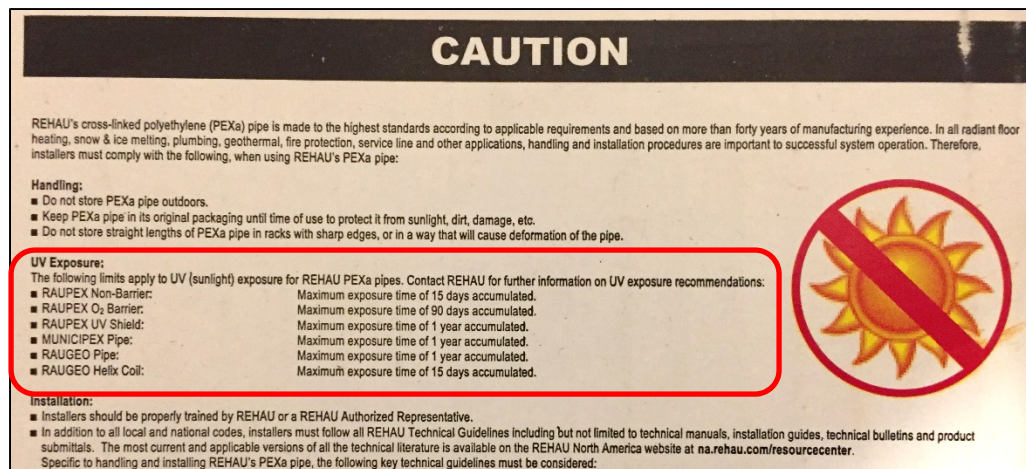 CAUTION
REHAU's cross-linked polyethylene (PEXa) pipe is made to the highest standards according to applicable requirements and based on more than forty years of manufacturing experience. In all radiant floor
heating, snow & ice melting, plumbing, geothermal, fire protection, service line and other applications, handling and installation procedures are important to successful system operation. Therefore,
installers must comply with the following, when using REHAU's PEXa pipe:
Handling:
■ Do not store PEXa pipe outdoors.
■ Keep PEXa pipe in its original packaging until time of use to protect it from sunlight, dirt, damage, etc.
■ Do not store straight lengths of PEXa pipe in racks with sharp edges, or in a way that will cause deformation of the pipe.
UV Exposure:
The following limits apply to UV (sunlight) exposure for REHAU PEXa pipes. Contact REHAU for further information on UV exposure recommendations:
■ RAUPEX Non-Barrier: Maximum exposure time of 15 days accumulated.
■ RAUPEX O₂ Barrier: Maximum exposure time of 90 days accumulated.
■ RAUPEX UV Shield: Maximum exposure time of 1 year accumulated.
■ MUNICIPEX Pipe: Maximum exposure time of 1 year accumulated.
■ RAUGEO Pipe: Maximum exposure time of 1 year accumulated.
■ RAUGEO Helix Coil: Maximum exposure time of 15 days accumulated.
Installation:
■ Installers should be properly trained by REHAU or a REHAU Authorized Representative.
■ In addition to all local and national codes, installers must follow all REHAU Technical Guidelines including but not limited to technical manuals, installation guides, technical bulletins and product
submittals. The most current and applicable versions of all the technical literature is available on the REHAU North America website at na.rehau.com/resourcecenter.
Specific to handling and installing REHAU's PEXa pipe, the following key technical guidelines must be considered: